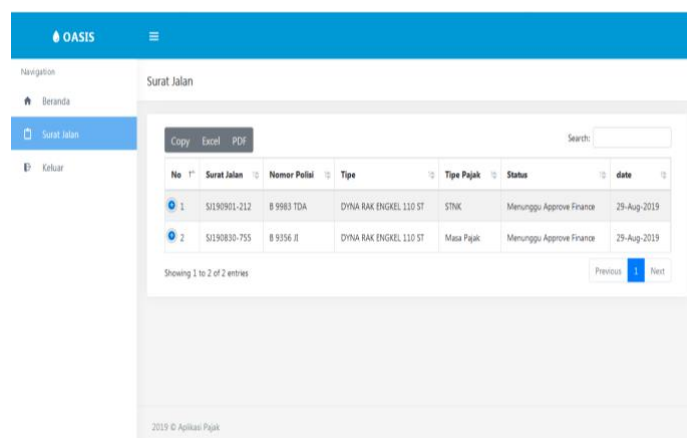 OASIS
Navigation
Beranda
Surat Jalan
Keluar
Surat Jalan
Copy Excel PDF
Search:
No Surat Jalan Nomor Polisi Tipe Tipe Pajak Status date
1 SJ190901-212 B 9983 TDA DYNA RAK ENGKEL 110 ST STNK Menunggu Approve Finance 29-Aug-2019
2 SJ190830-755 B 9356 JI DYNA RAK ENGKEL 110 ST Masa Pajak Menunggu Approve Finance 29-Aug-2019
Showing 1 to 2 of 2 entries
Previous 1 Next
2019 © Aplikasi Pajak